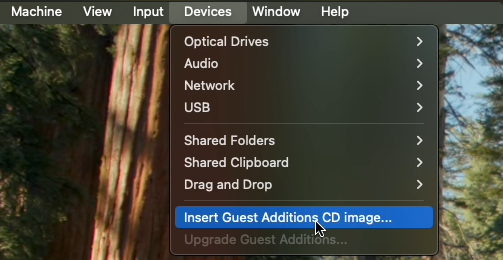 Machine View Input Devices Window Help
Optical Drives
Audio
Network
USB
Shared Folders
Shared Clipboard
Drag and Drop
Insert Guest Additions CD image...
Upgrade Guest Additions...